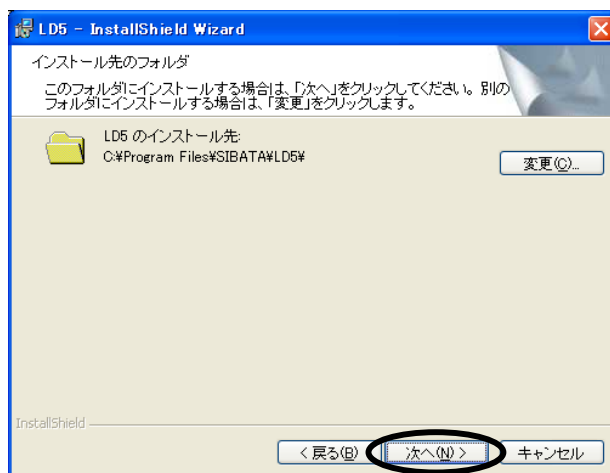 LD5 - InstallShield Wizard
インストール先のフォルダ
このフォルダにインストールする場合は、「次へ」をクリックしてください。別の
フォルダにインストールする場合は、「変更」をクリックします。
LD5 のインストール先:
C:¥Program Files¥SIBATA¥LD5¥
変更(C)...
InstallShield
< 戻る(B)
次へ(N) >
キャンセル